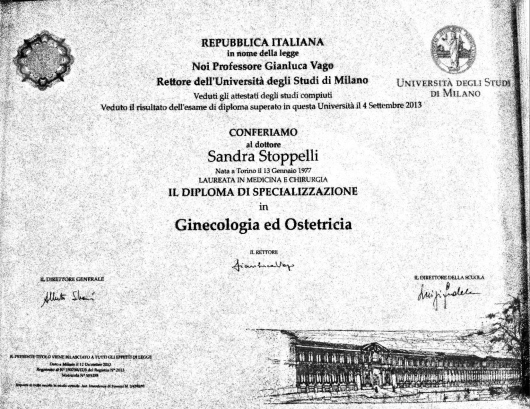 REPUBBLICA ITALIANA
in nome della legge
Noi Professore Gianluca Vago
Rettore dell'Università degli Studi di Milano
Veduti gli attestati degli studi compiuti
Veduto il risultato dell'esame di diploma superato in questa Università il 4 Settembre 2013
UNIVERSITÀ DEGLI STUDI
DI MILANO
CONFERIAMO
al dottore
Sandra Stoppelli
Nata a Torino il 13 Gennaio 1977
LAUREATA IN MEDICINA E CHIRURGIA
IL DIPLOMA DI SPECIALIZZAZIONE
in
Ginecologia ed Ostetricia
IL RETTORE
Gianluca Vago
IL DIRETTORE GENERALE
IL DIRETTORE DELLA SCUOLA
IL PRESENTE TITOLO VIENE RILASCIATO A TUTTI GLI EFFETTI DI LEGGE